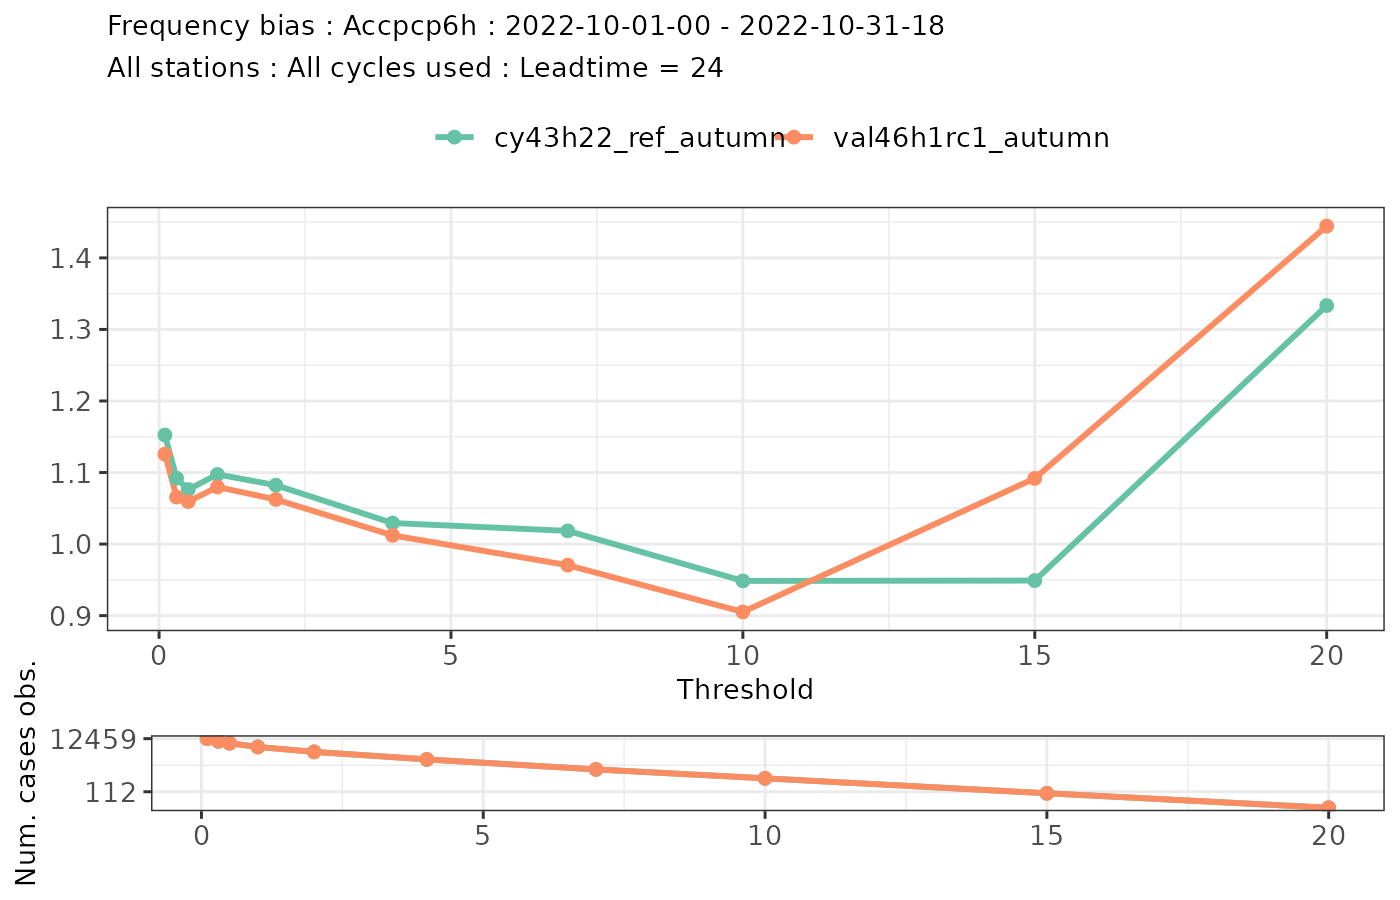 Frequency bias : Accpcp6h : 2022-10-01-00 - 2022-10-31-18
All stations : All cycles used : Leadtime = 24
cy43h22_ref_autumn val46h1rc1_autumn
1.4
1.3
1.2
1.1
1.0
0.9
0 5 10 15 20
Threshold
Num. cases obs.
12459
112
0 5 10 15 20